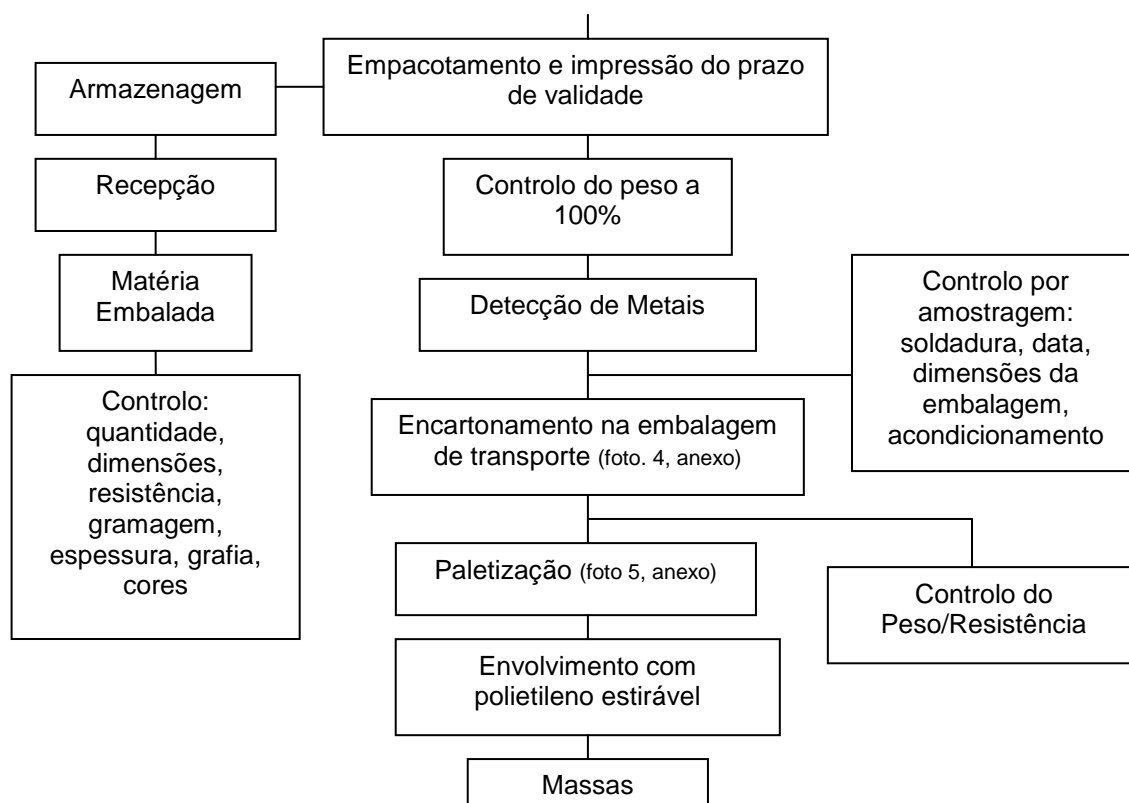 Empacotamento e impressão do prazo
de validade
Armazenagem
Recepção
Controlo do peso a
100%
Matéria
Embalada
Detecção de Metais
Controlo por
amostragem:
soldadura, data,
dimensões da
embalagem,
acondicionamento
Controlo:
quantidade,
dimensões,
resistência,
gramagem,
espessura, grafia,
cores
Encartonamento na embalagem
de transporte (foto. 4, anexo)
Paletização (foto 5, anexo)
Controlo do
Peso/Resistência
Envolvimento com
polietileno estirável
Massas